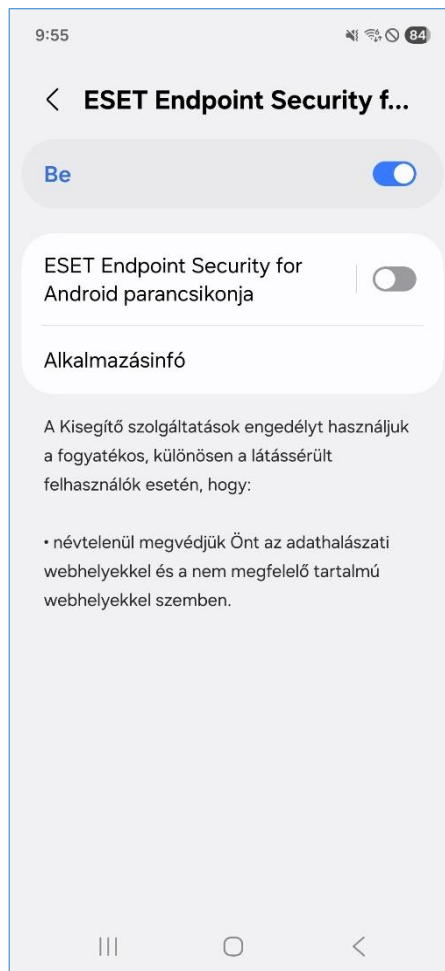 9:55
84
ESET Endpoint Security f...
Be
ESET Endpoint Security for
Android parancsikonja
Alkalmazásinfó
A Kisegítő szolgáltatások engedélyt használjuk
a fogyatékos, különösen a látássérült
felhasználók esetén, hogy:
• névtelenül megvédjük Önt az adathalászati
webhelyekkel és a nem megfelelő tartalmú
webhelyekkel szemben.